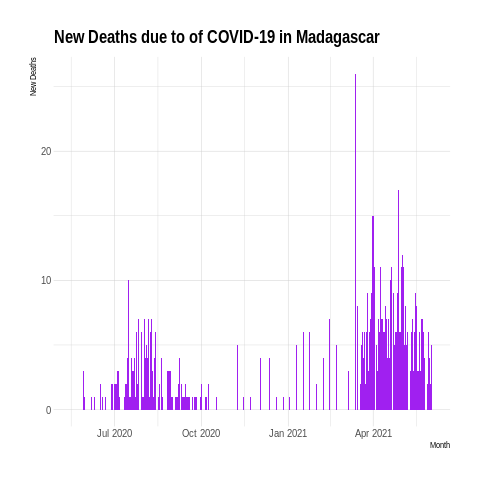 New Deaths due to of COVID-19 in Madagascar
New Deaths
20
10
0
Jul 2020 Oct 2020 Jan 2021 Apr 2021
Month